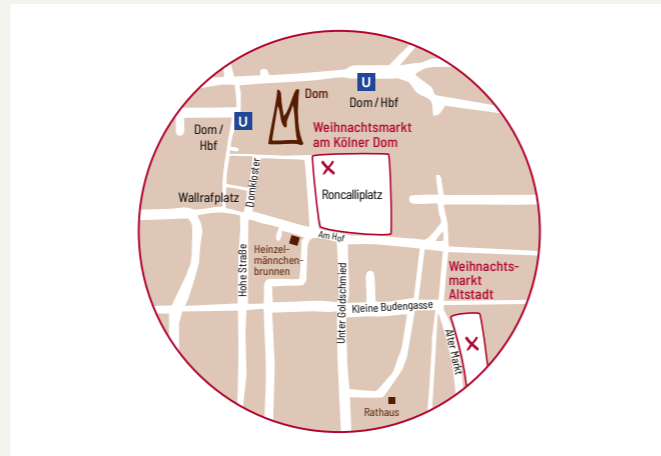 U
Dom
Dom / Hbf
U
Dom /
Hbf
Weihnachtsmarkt
am Kölner Dom
Domkloster
Roncalliplatz
Wallrafplatz
Am Hof
Heinzel-
männchen-
brunnen
Hohe Straße
Unter Goldschmied
Weihnachts-
markt
Altstadt
Kleine Budengasse
Alter Markt
Rathaus